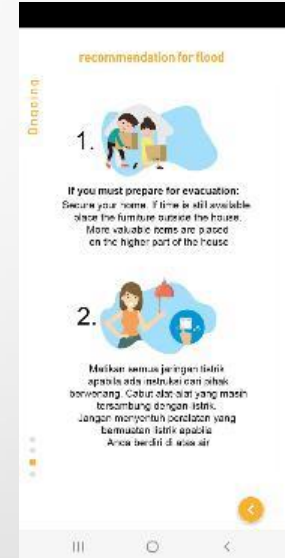 recommendation for flood
Ongoing
1.
If you must prepare for evacuation:
Secure your home. If time is still available
place the furniture outside the house.
More valuable items are placed
on the higher part of the house
2.
Matikan semua jaringan listrik
apabila ada instruksi dari pihak
berwenang. Cabut alat-alat yang masih
tersambung dengan listrik.
Jangan menyentuh peralatan yang
bermuatan listrik apabila
Anda berdiri di atas air